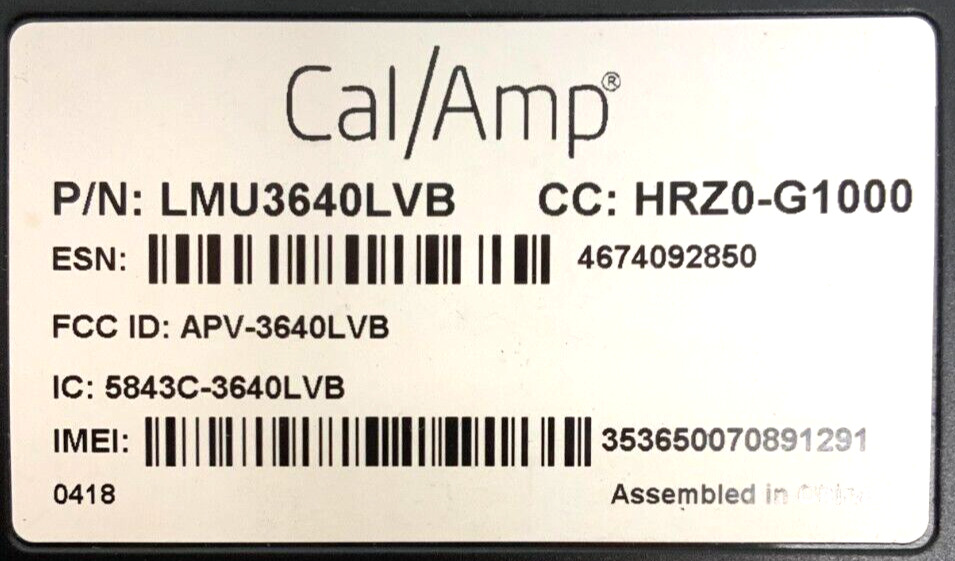 Cal/Amp®
P/N: LMU3640LVB CC: HRZ0-G1000
ESN: 4674092850
FCC ID: APV-3640LVB
IC: 5843C-3640LVB
IMEI: 353650070891291
0418 Assembled in